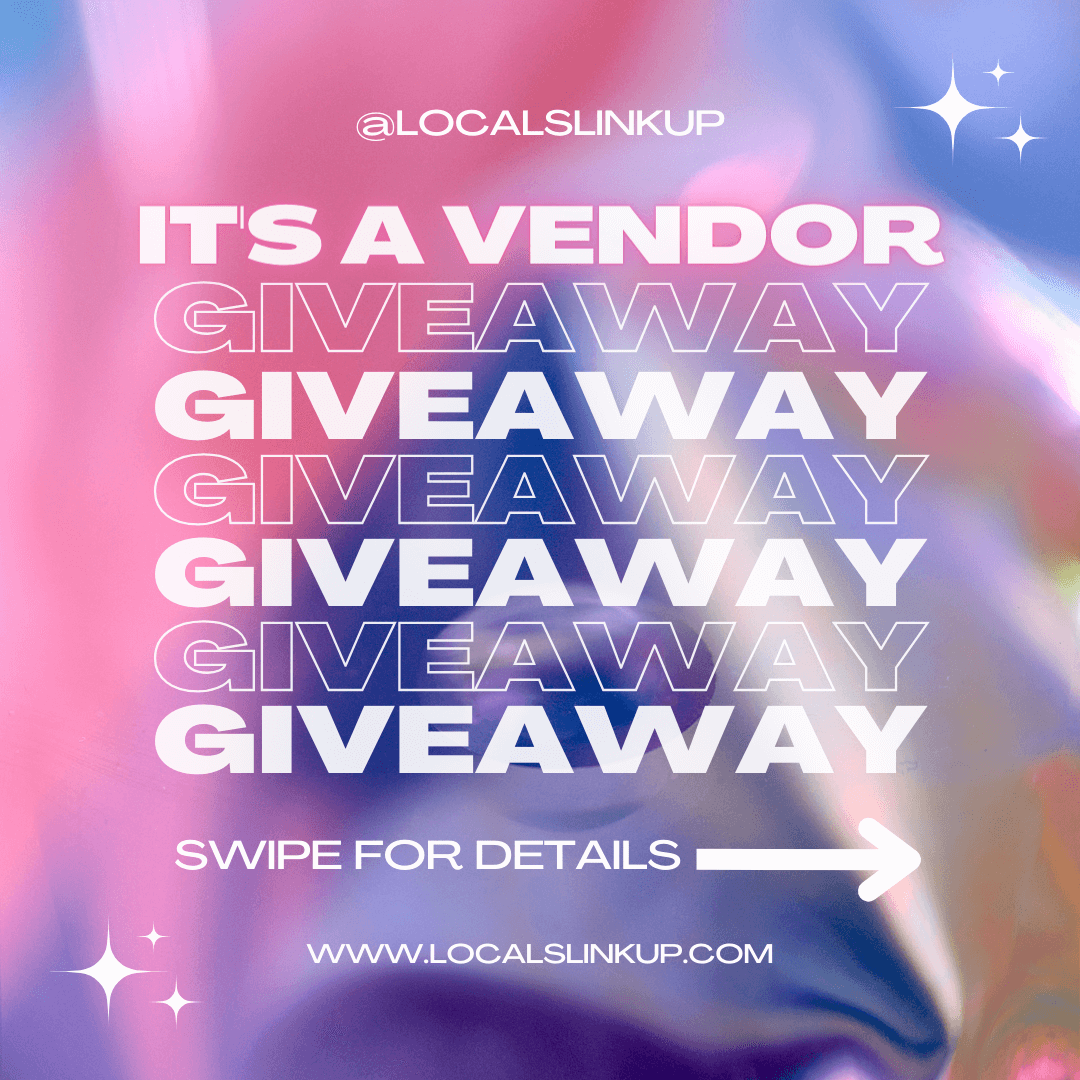 @LOCALSLINKUP
IT'S A VENDOR
GIVEAWAY
GIVEAWAY
GIVEAWAY
GIVEAWAY
GIVEAWAY
GIVEAWAY
SWIPE FOR DETAILS
WWW.LOCALSLINKUP.COM